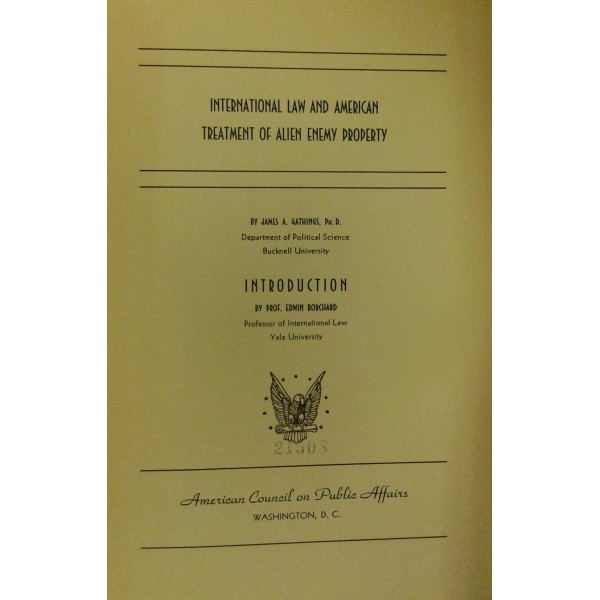 INTERNATIONAL LAW AND AMERICAN
TREATMENT OF ALIEN ENEMY PROPERTY
BY JAMES A. GATHINGS, PH. D.
Department of Political Science
Bucknell University
INTRODUCTION
BY PROF. EDWIN BORCHARD
Professor of International Law
Yale University
21508
American Council on Public Affairs
WASHINGTON, D. C.